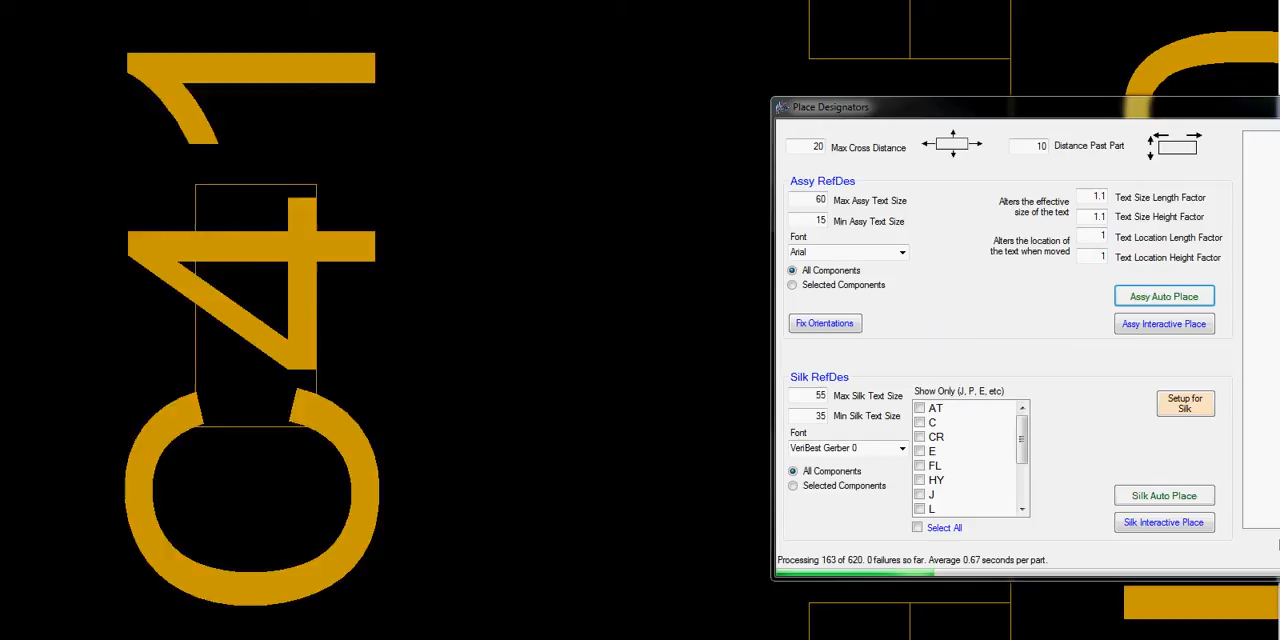 C41
Place Designators
20 Max Cross Distance
10 Distance Past Part
Assy RefDes
60 Max Assy Text Size
15 Min Assy Text Size
Font
Arial
All Components
Selected Components
Fix Orientations
Alters the effective
size of the text
1.1 Text Size Length Factor
1.1 Text Size Height Factor
Alters the location of
the text when moved
1 Text Location Length Factor
1 Text Location Height Factor
Assy Auto Place
Assy Interactive Place
Silk RefDes
55 Max Silk Text Size
35 Min Silk Text Size
Font
VeriBest Gerber 0
All Components
Selected Components
Show Only (J, P, E, etc)
AT
C
CR
E
FL
HY
J
L
Select All
Setup for
Silk
Silk Auto Place
Silk Interactive Place
Processing 163 of 620. 0 failures so far. Average 0.67 seconds per part.